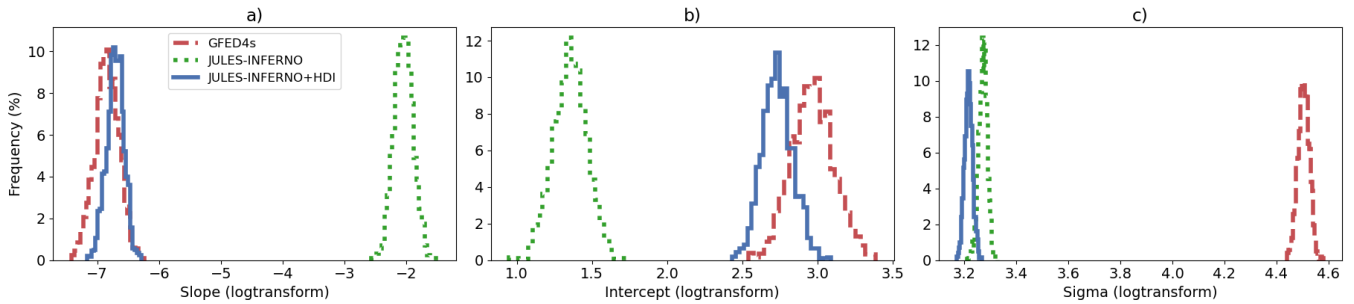 a)
Frequency (%)
10
8
6
4
2
0
GFED4s
JULES-INFERNO
JULES-INFERNO+HDI
−7 −6 −5 −4 −3 −2
Slope (logtransform)
b)
12
10
8
6
4
2
0
1.0 1.5 2.0 2.5 3.0 3.5
Intercept (logtransform)
c)
12
10
8
6
4
2
0
3.2 3.4 3.6 3.8 4.0 4.2 4.4 4.6
Sigma (logtransform)